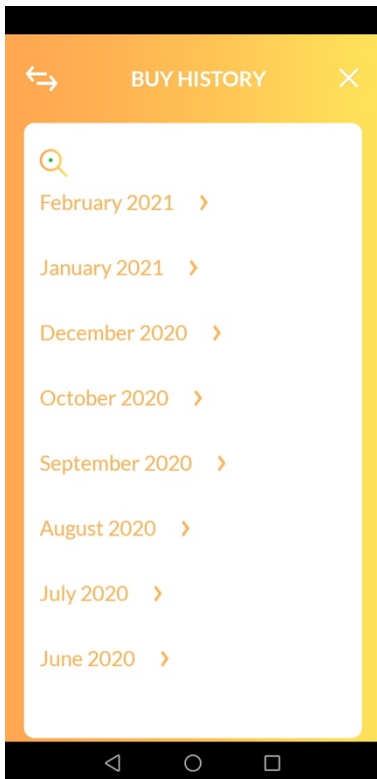 BUY HISTORY
February 2021
January 2021
December 2020
October 2020
September 2020
August 2020
July 2020
June 2020